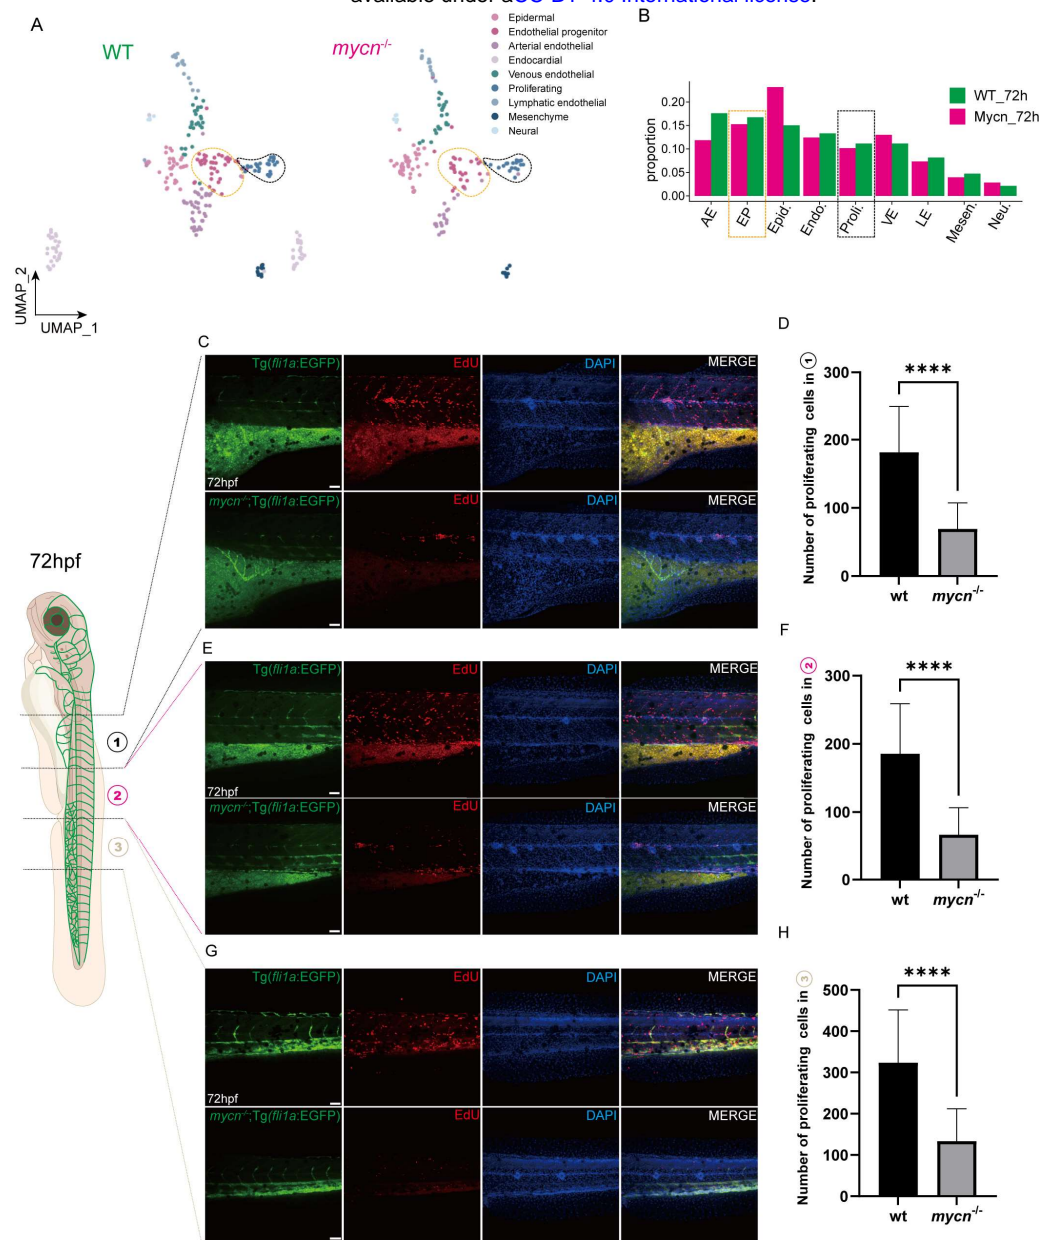 available under aCC-BY 4.0 International license.
A
WT
mycn-/-
Epidermal
Endothelial progenitor
Arterial endothelial
Endocardial
Venous endothelial
Proliferating
Lymphatic endothelial
Mesenchyme
Neural
UMAP_2
UMAP_1
B
proportion
0.20
0.15
0.10
0.05
0.00
AE
EP
Epid.
Endo.
Proli.
VE
LE
Mesen.
Neu.
WT_72h
Mycn_72h
72hpf
1
2
3
C
Tg(fli1a:EGFP)
EdU
DAPI
MERGE
72hpf
mycn-/-;Tg(fli1a:EGFP)
EdU
DAPI
MERGE
D
Number of proliferating cells in 1
300
200
100
0
****
wt
mycn-/-
E
Tg(fli1a:EGFP)
EdU
DAPI
MERGE
72hpf
mycn-/-;Tg(fli1a:EGFP)
EdU
DAPI
MERGE
F
Number of proliferating cells in 2
300
200
100
0
****
wt
mycn-/-
G
Tg(fli1a:EGFP)
EdU
DAPI
MERGE
72hpf
mycn-/-;Tg(fli1a:EGFP)
EdU
DAPI
MERGE
H
Number of proliferating cells in 3
500
400
300
200
100
0
****
wt
mycn-/-